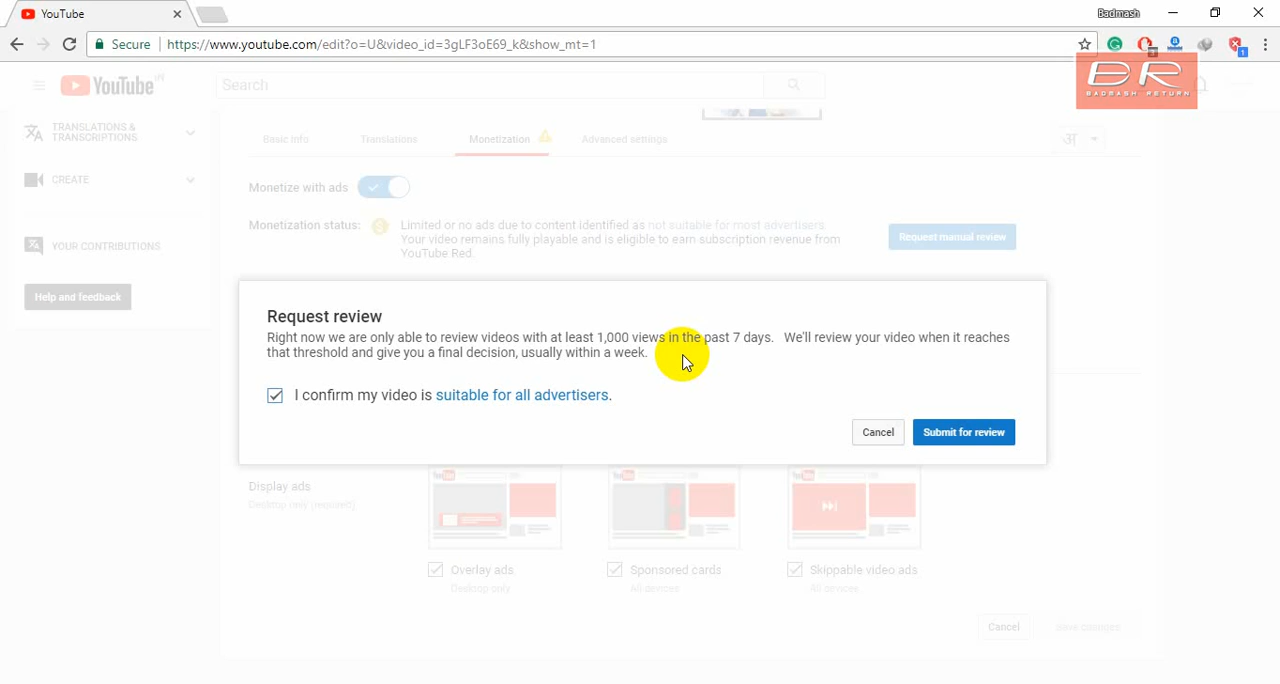 YouTube
Badmash
Secure
https://www.youtube.com/edit?o=U&video_id=3gLF3oE69_k&show_mt=1
YouTube
Search
BR
BADMASH RETURN
TRANSLATIONS &
TRANSCRIPTIONS
Basic info
Translations
Monetization
Advanced settings
अ
CREATE
Monetize with ads
Monetization status:
Limited or no ads due to content identified as not suitable for most advertisers
Your video remains fully playable and is eligible to earn subscription revenue from
YouTube Red.
Request manual review
YOUR CONTRIBUTIONS
Help and feedback
Request review
Right now we are only able to review videos with at least 1,000 views in the past 7 days. We'll review your video when it reaches
that threshold and give you a final decision, usually within a week.
I confirm my video is suitable for all advertisers.
Cancel
Submit for review
Display ads
Desktop only (required)
Overlay ads
Desktop only
Sponsored cards
All devices
Skippable video ads
All devices
Cancel
Save changes